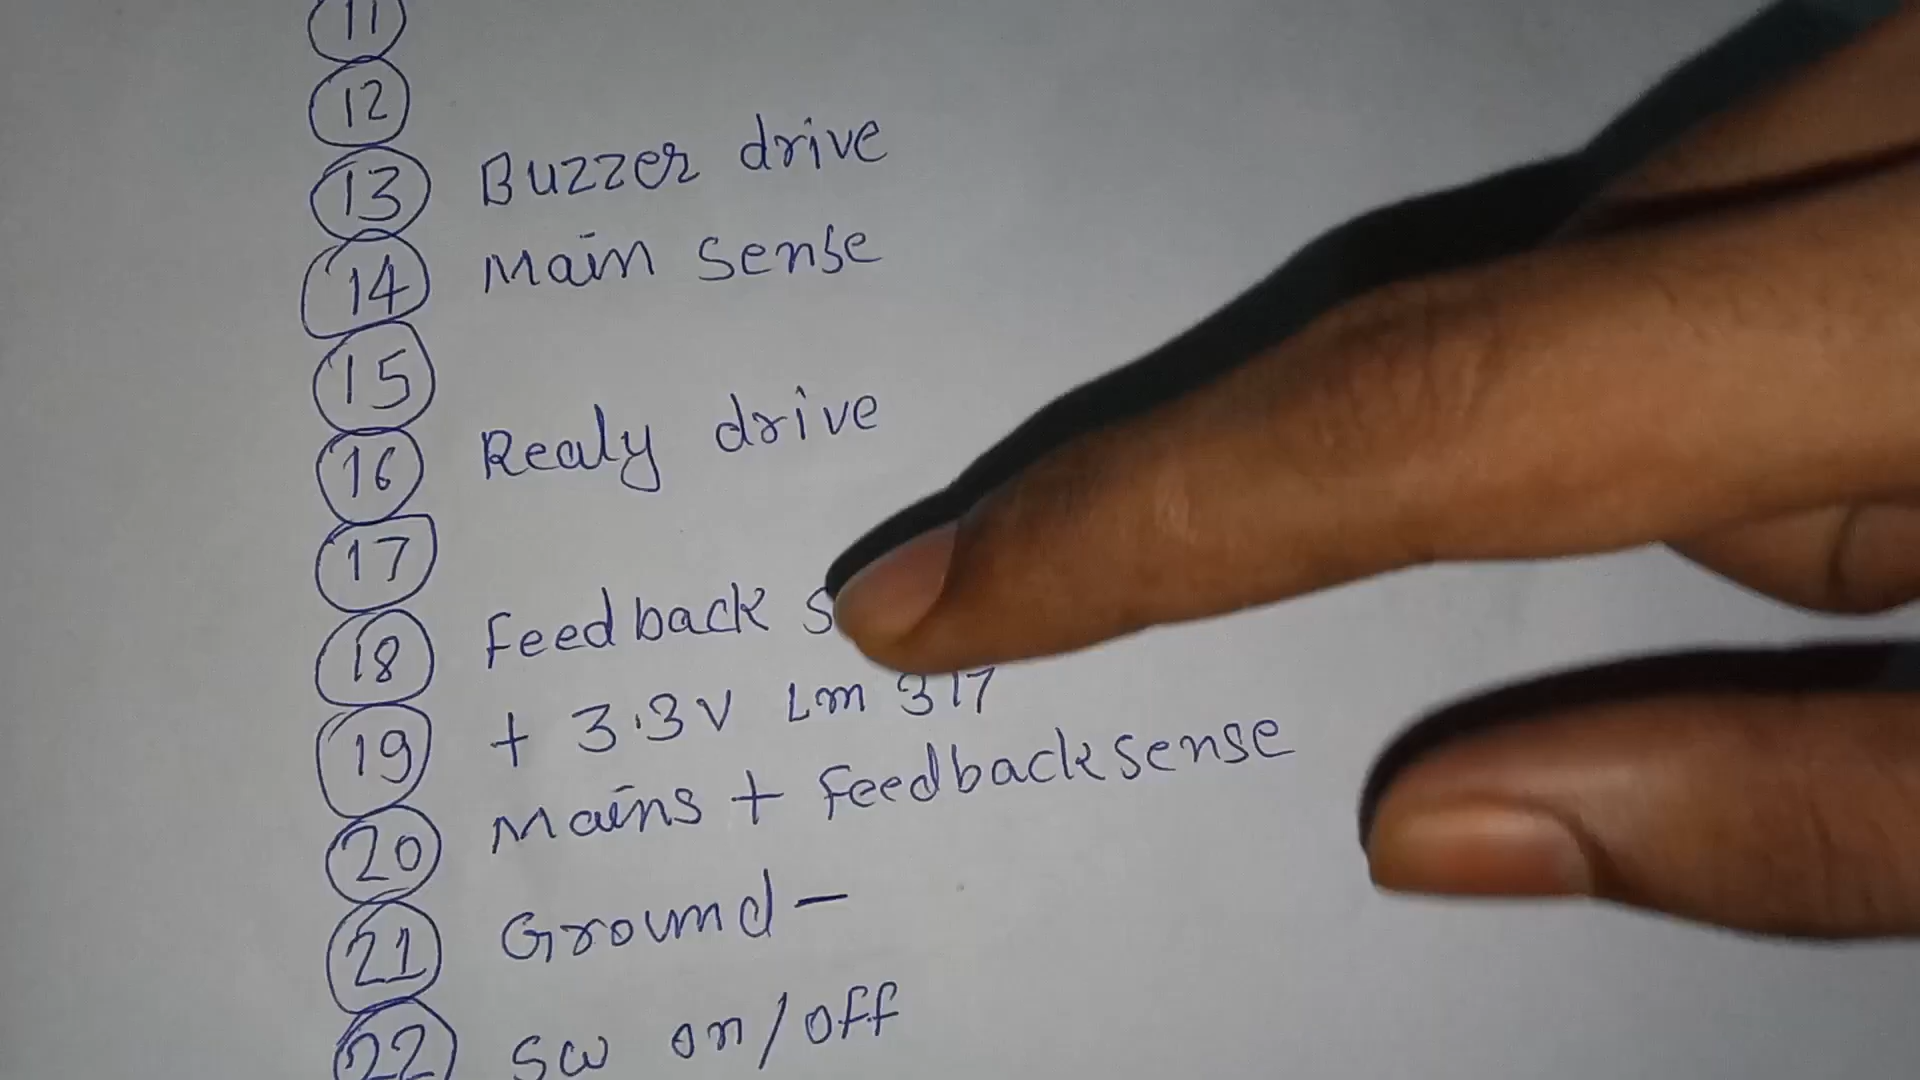 11
12
13 Buzzer drive
14 Main sense
15
16 Realy drive
17
18 Feedback
19 + 3.3V Lm 317
20 Mains + Feedback sense
21 Ground -
22 SW on/off